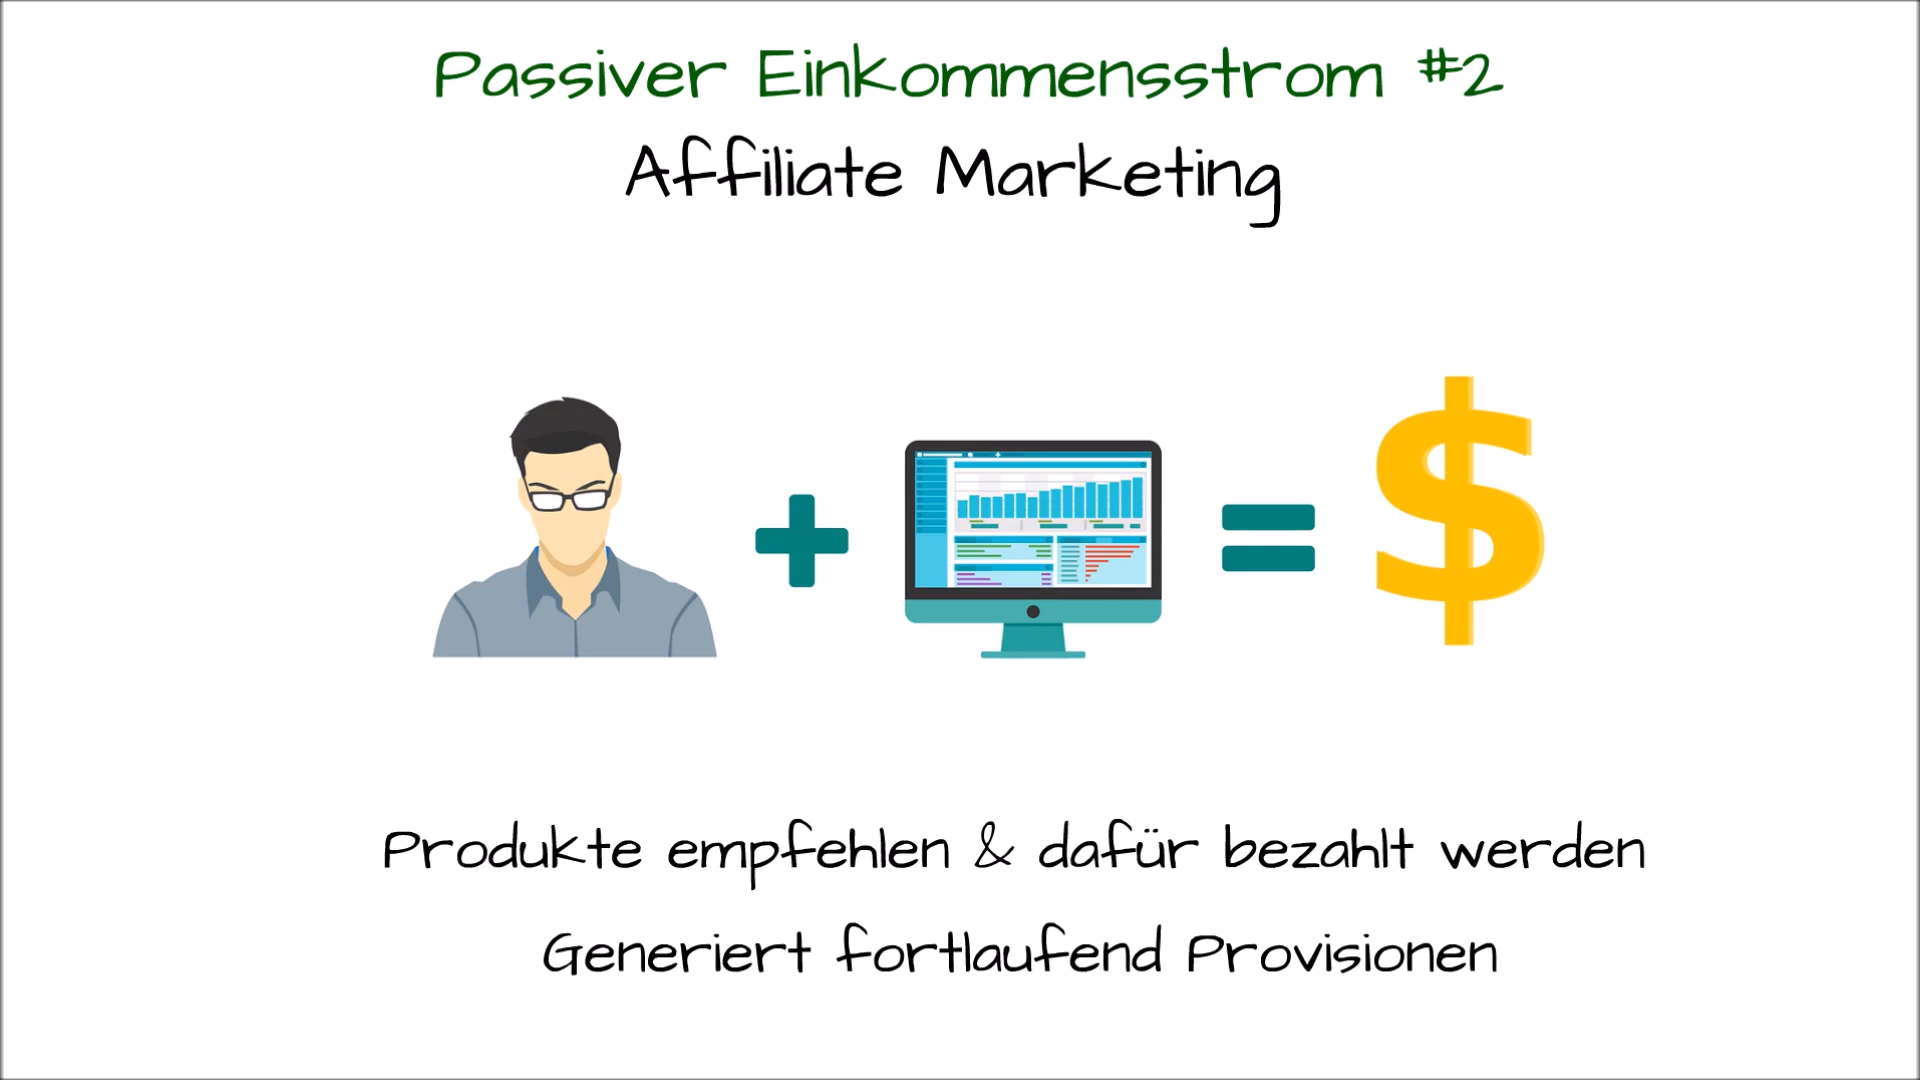 Passiver Einkommensstrom #2
Affiliate Marketing
Produkte empfehlen & dafür bezahlt werden
Generiert fortlaufend Provisionen